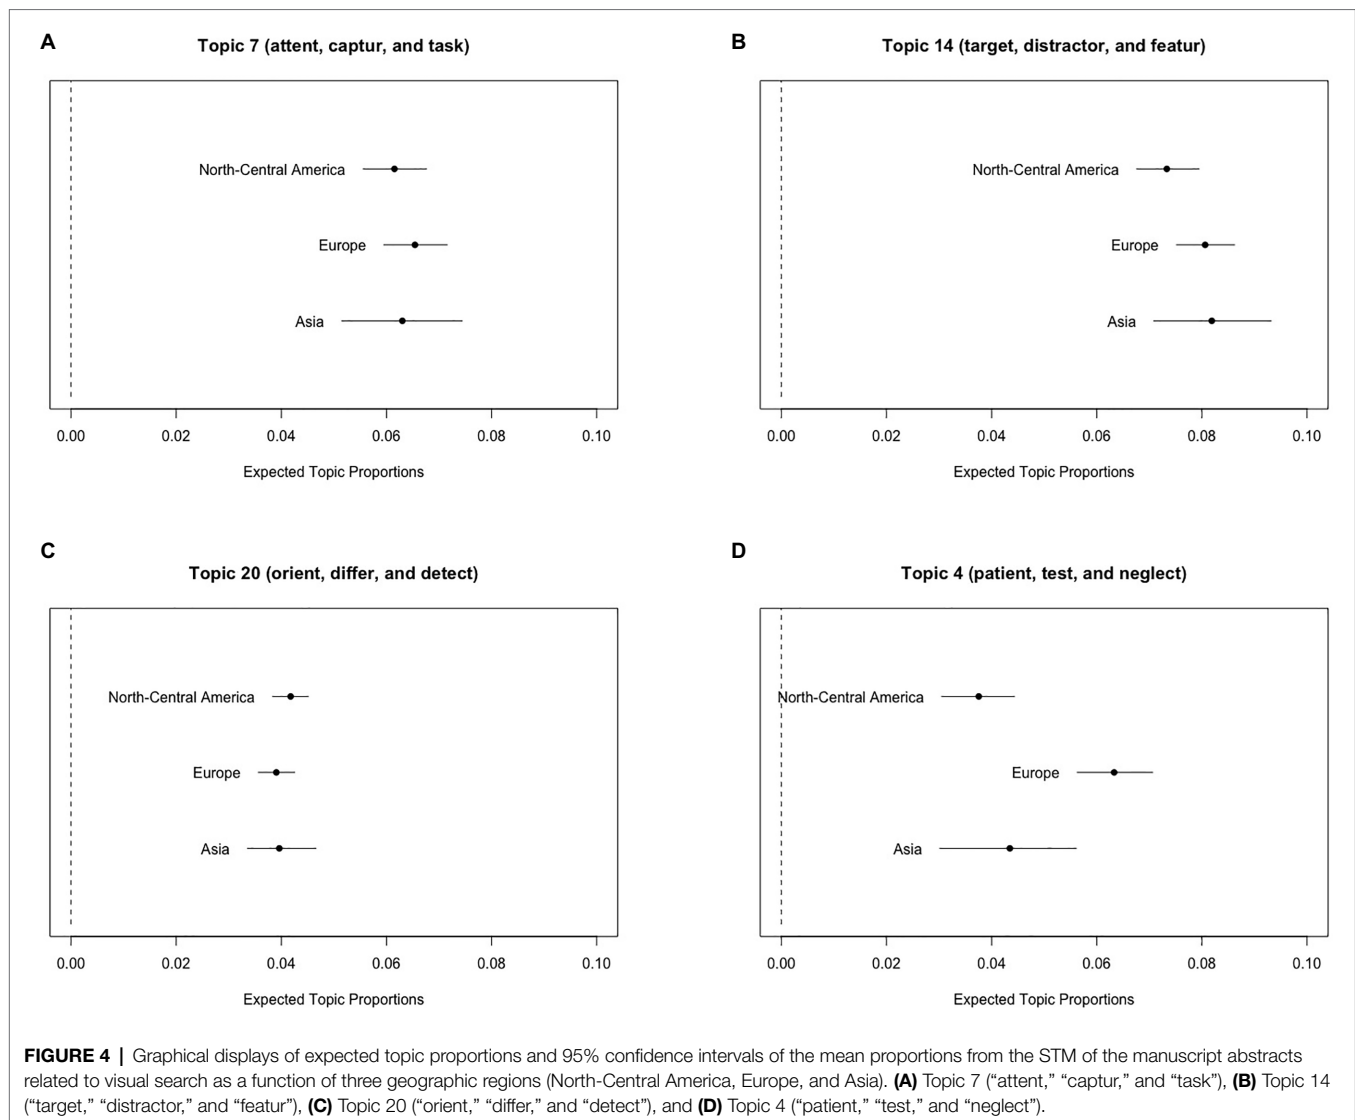 A
Topic 7 (attent, captur, and task)
North-Central America
Europe
Asia
0.00 0.02 0.04 0.06 0.08 0.10
Expected Topic Proportions
B
Topic 14 (target, distractor, and featur)
North-Central America
Europe
Asia
0.00 0.02 0.04 0.06 0.08 0.10
Expected Topic Proportions
C
Topic 20 (orient, differ, and detect)
North-Central America
Europe
Asia
0.00 0.02 0.04 0.06 0.08 0.10
Expected Topic Proportions
D
Topic 4 (patient, test, and neglect)
North-Central America
Europe
Asia
0.00 0.02 0.04 0.06 0.08 0.10
Expected Topic Proportions
FIGURE 4 | Graphical displays of expected topic proportions and 95% confidence intervals of the mean proportions from the STM of the manuscript abstracts
related to visual search as a function of three geographic regions (North-Central America, Europe, and Asia). (A) Topic 7 (“attent,” “captur,” and “task”), (B) Topic 14
(“target,” “distractor,” and “featur”), (C) Topic 20 (“orient,” “differ,” and “detect”), and (D) Topic 4 (“patient,” “test,” and “neglect”).